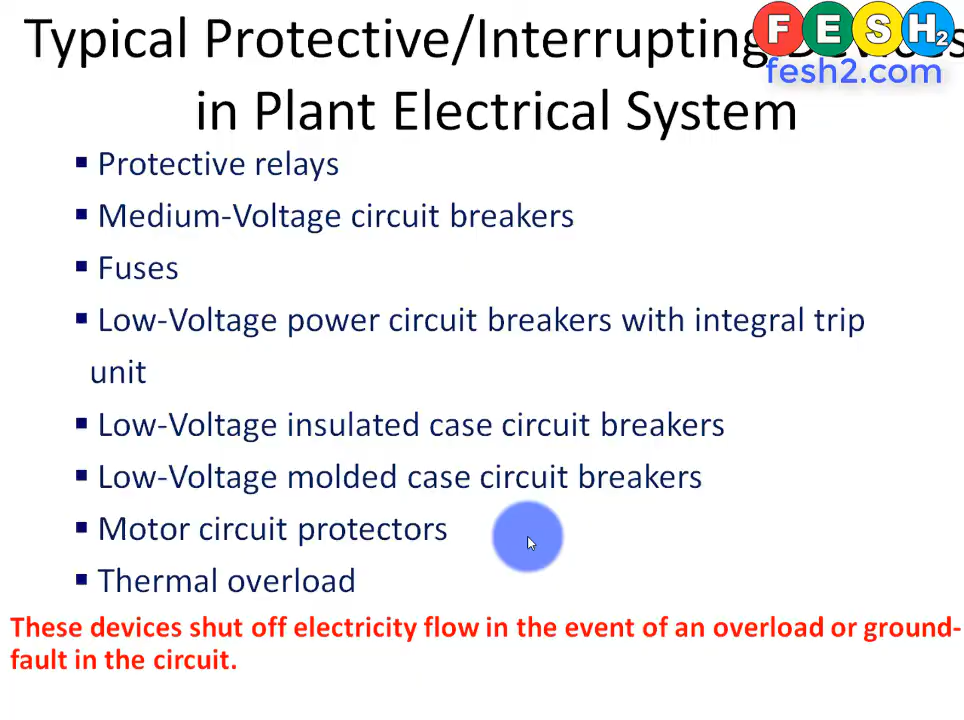 Typical Protective/Interrupting Devices
in Plant Electrical System
FESH2
fesh2.com
▪ Protective relays
▪ Medium-Voltage circuit breakers
▪ Fuses
▪ Low-Voltage power circuit breakers with integral trip
unit
▪ Low-Voltage insulated case circuit breakers
▪ Low-Voltage molded case circuit breakers
▪ Motor circuit protectors
▪ Thermal overload
These devices shut off electricity flow in the event of an overload or ground-
fault in the circuit.